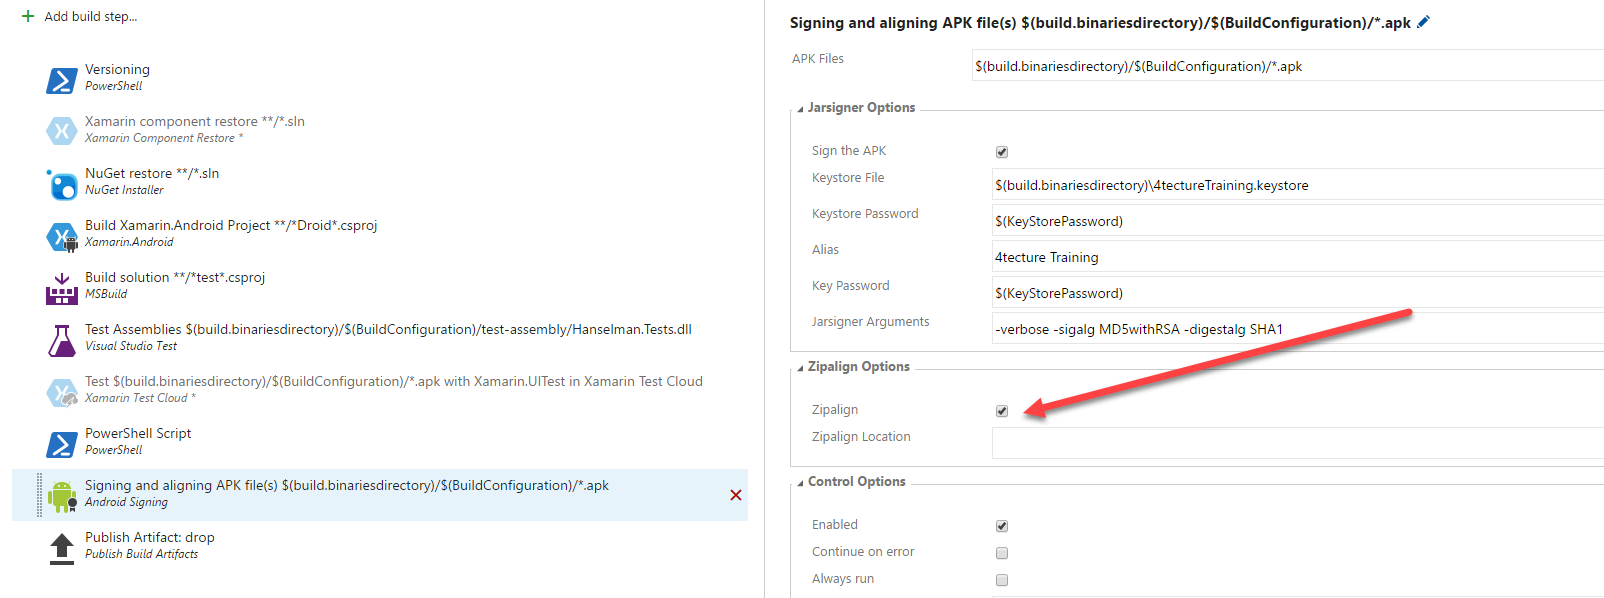 Add build step...
Versioning
PowerShell
Xamarin component restore **/*.sln
Xamarin Component Restore *
NuGet restore **/*.sln
NuGet Installer
Build Xamarin.Android Project **/*Droid*.csproj
Xamarin.Android
Build solution **/*test*.csproj
MSBuild
Test Assemblies $(build.binariesdirectory)/$(BuildConfiguration)/test-assembly/Hanselman.Tests.dll
Visual Studio Test
Test $(build.binariesdirectory)/$(BuildConfiguration)/*.apk with Xamarin.UITest in Xamarin Test Cloud
Xamarin Test Cloud *
PowerShell Script
PowerShell
Signing and aligning APK file(s) $(build.binariesdirectory)/$(BuildConfiguration)/*.apk
Android Signing
Publish Artifact: drop
Publish Build Artifacts
Signing and aligning APK file(s) $(build.binariesdirectory)/$(BuildConfiguration)/*.apk
APK Files $(build.binariesdirectory)/$(BuildConfiguration)/*.apk
Jarsigner Options
Sign the APK
Keystore File $(build.binariesdirectory)\4tectureTraining.keystore
Keystore Password $(KeyStorePassword)
Alias 4tecture Training
Key Password $(KeyStorePassword)
Jarsigner Arguments -verbose -sigalg MD5withRSA -digestalg SHA1
Zipalign Options
Zipalign
Zipalign Location
Control Options
Enabled
Continue on error
Always run